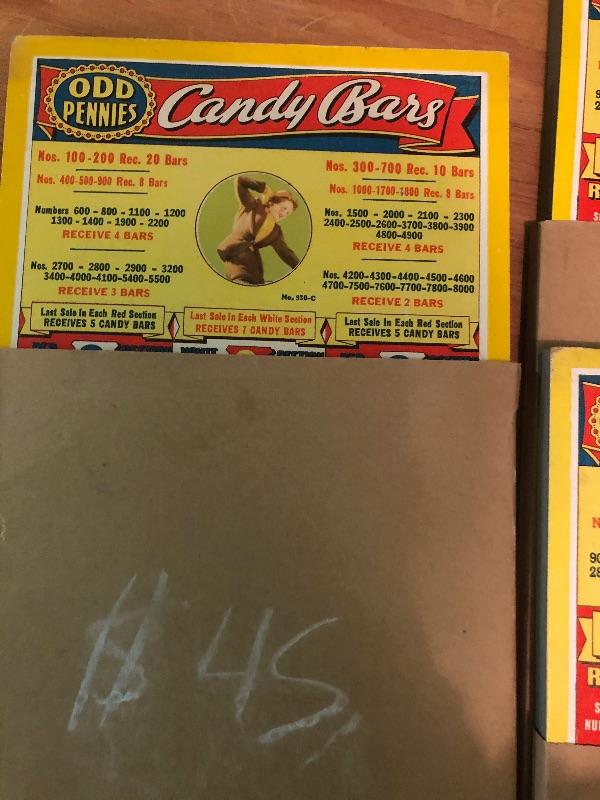 ODD
PENNIES
Candy Bars
Nos. 100-200 Rec. 20 Bars
Nos. 400-500-900 Rec. 8 Bars
Numbers 600 - 800 - 1100 - 1200
1300 - 1400 - 1900 - 2200
RECEIVE 4 BARS
Nos. 2700 - 2800 - 2900 - 3200
3400-4000-4100-5400-5500
RECEIVE 3 BARS
No. 930-C
Nos. 300-700 Rec. 10 Bars
Nos. 1000-1700-1800 Rec. 9 Bars
Nos. 1500 - 2000 - 2100 - 2300
2400-2500-2600-3700-3800-3900
4800-4900
RECEIVE 4 BARS
Nos. 4200-4300-4400-4500-4600
4700-7500-7600-7700-7800-8000
RECEIVE 2 BARS
Last Sale In Each Red Section
RECEIVES 5 CANDY BARS
Last Sale In Each White Section
RECEIVES 7 CANDY BARS
Last Sale In Each Red Section
RECEIVES 5 CANDY BARS
$ 45